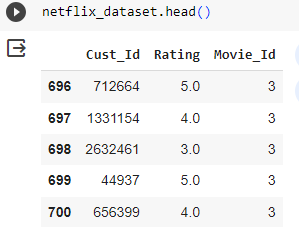 netflix_dataset.head()
Cust_Id Rating Movie_Id
696 712664 5.0 3
697 1331154 4.0 3
698 2632461 3.0 3
699 44937 5.0 3
700 656399 4.0 3